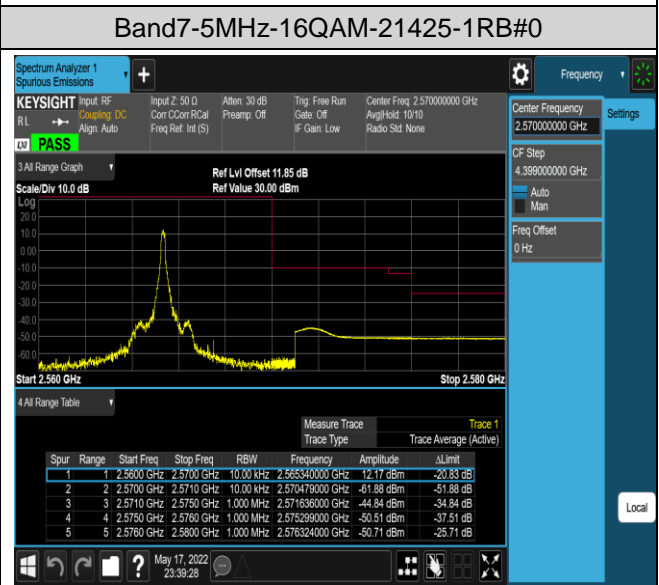 Band7-5MHz-16QAM-21425-1RB#0
Spectrum Analyzer 1
Spurious Emissions
Frequency
KEYSIGHT Input: RF Input Z: 50 Ω Atten: 30 dB Trig: Free Run Center Freq: 2.570000000 GHz
RL Coupling: DC Corr CCorr RCal Preamp: Off Gate: Off Avg|Hold: 10/10
Align: Auto Freq Ref: Int (S) IF Gain: Low Radio Std: None
LXI PASS
Center Frequency
2.570000000 GHz
Settings
CF Step
4.399000000 GHz
Auto
Man
Freq Offset
0 Hz
3 All Range Graph
Ref Lvl Offset 11.85 dB
Scale/Div 10.0 dB Ref Value 30.00 dBm
Log
20.0
10.0
0.00
-10.0
-20.0
-30.0
-40.0
-50.0
-60.0
Start 2.560 GHz Stop 2.580 GHz
4 All Range Table
Measure Trace Trace 1
Trace Type Trace Average (Active)
Spur Range Start Freq Stop Freq RBW Frequency Amplitude ΔLimit
1 1 2.5600 GHz 2.5700 GHz 10.00 kHz 2.565340000 GHz 12.17 dBm -20.83 dB
2 2 2.5700 GHz 2.5710 GHz 10.00 kHz 2.570479000 GHz -61.88 dBm -51.88 dB
3 3 2.5710 GHz 2.5750 GHz 1.000 MHz 2.571636000 GHz -44.84 dBm -34.84 dB
4 4 2.5750 GHz 2.5760 GHz 1.000 MHz 2.575299000 GHz -50.51 dBm -37.51 dB
5 5 2.5760 GHz 2.5800 GHz 1.000 MHz 2.576324000 GHz -50.71 dBm -25.71 dB
Local
May 17, 2022
23:39:28